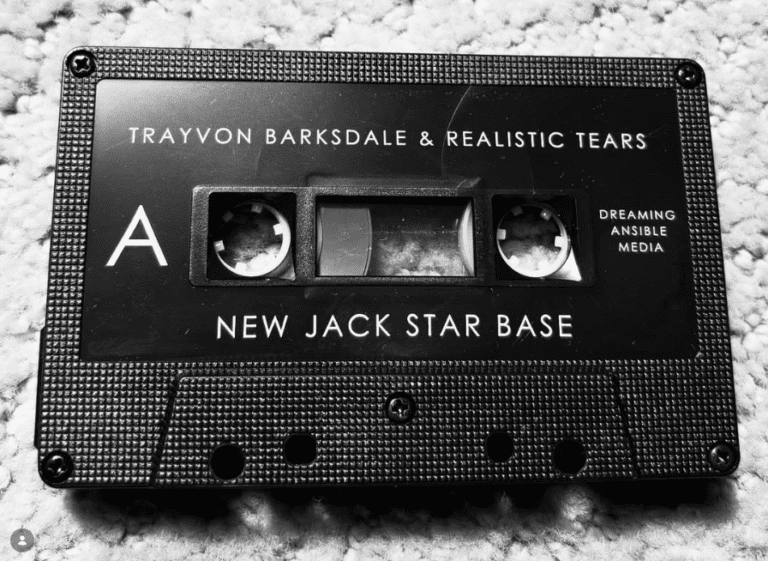 TRAYVON BARKSDALE & REALISTIC TEARS
A
DREAMING
ANSIBLE
MEDIA
NEW JACK STAR BASE